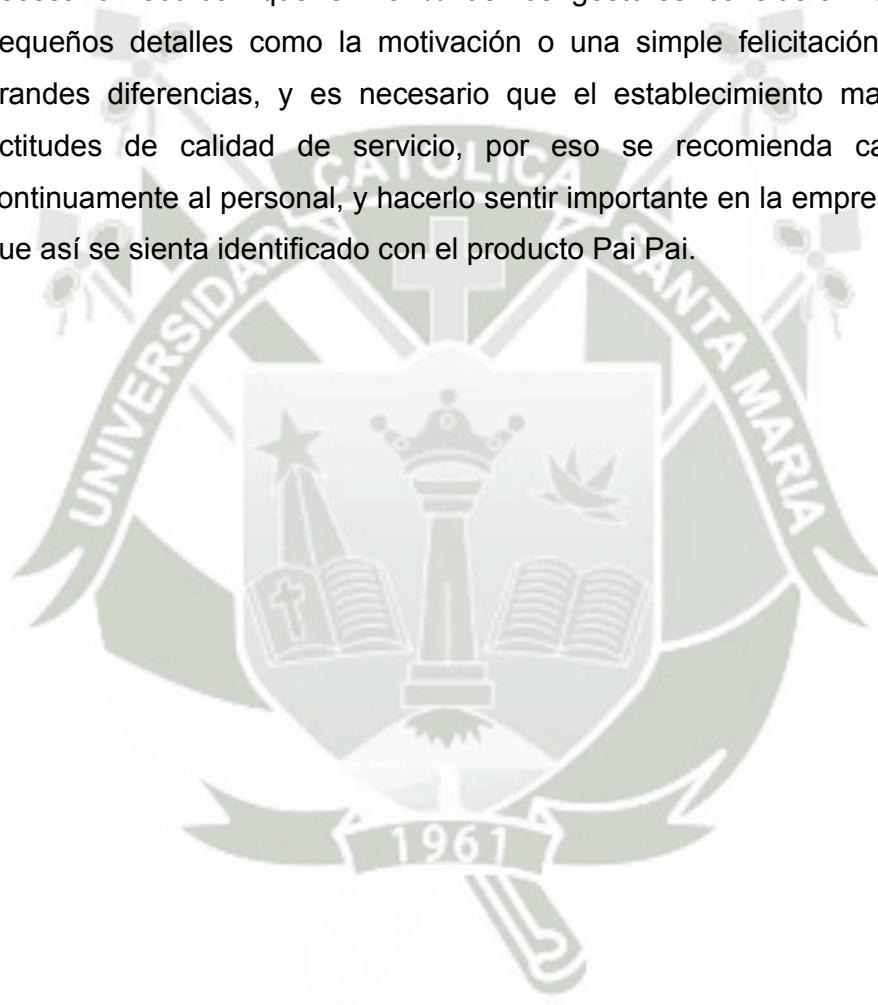 equeños detalles como la motivación o una simple felicitación
randes diferencias, y es necesario que el establecimiento ma
ctitudes de calidad de servicio, por eso se recomienda ca
ontinuamente al personal, y hacerlo sentir importante en la empre
ue así se sienta identificado con el producto Pai Pai.
UNIVERSIDAD CATOLICA SANTA MARIA
1961